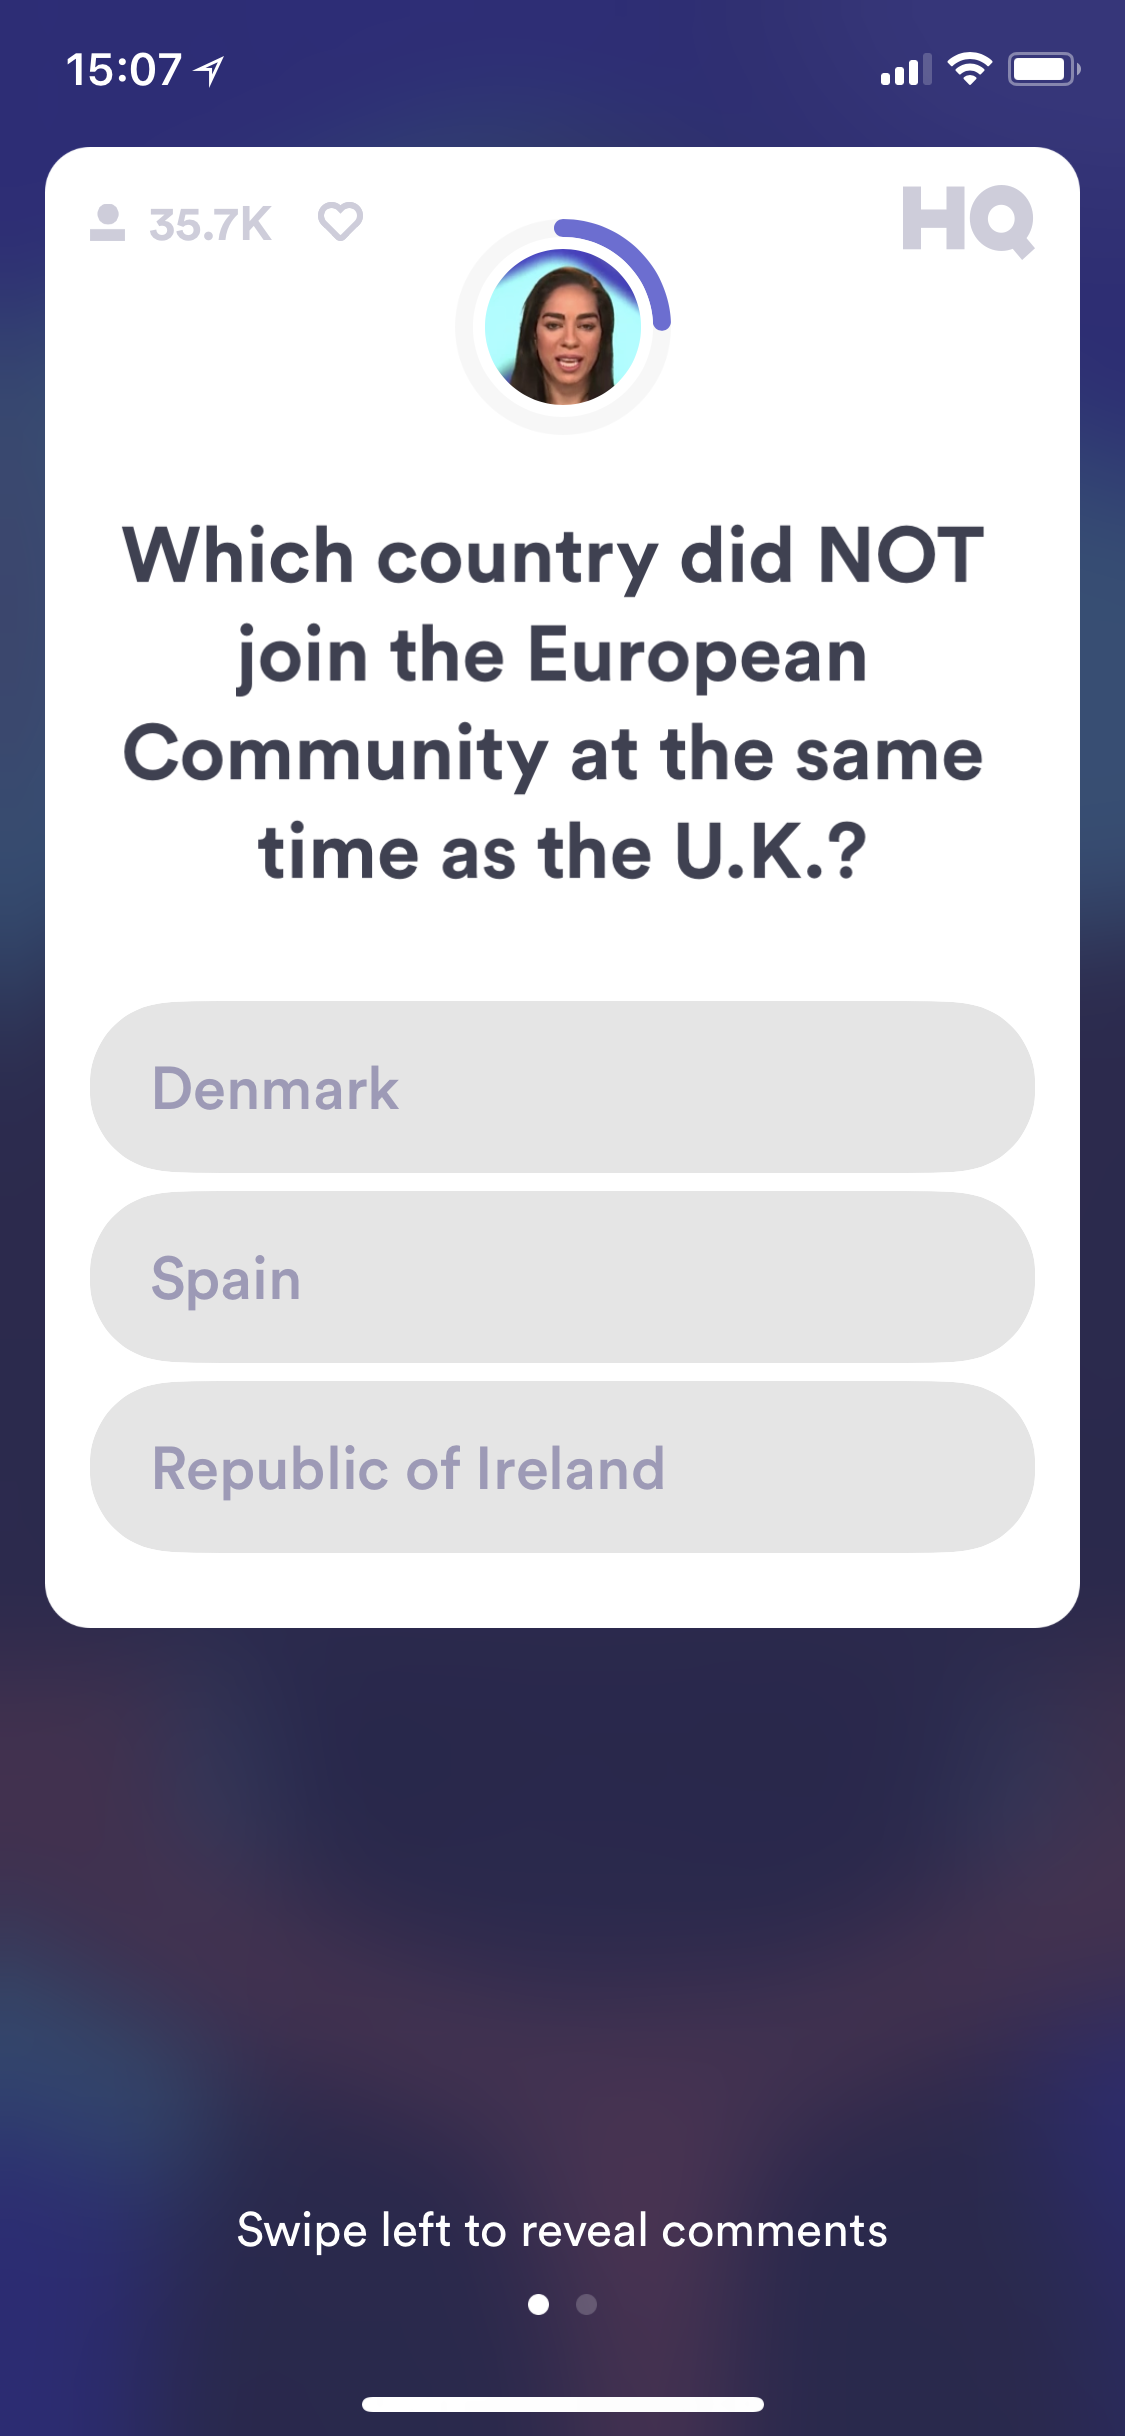 15:07
35.7K
HQ
Which country did NOT
join the European
Community at the same
time as the U.K.?
Denmark
Spain
Republic of Ireland
Swipe left to reveal comments